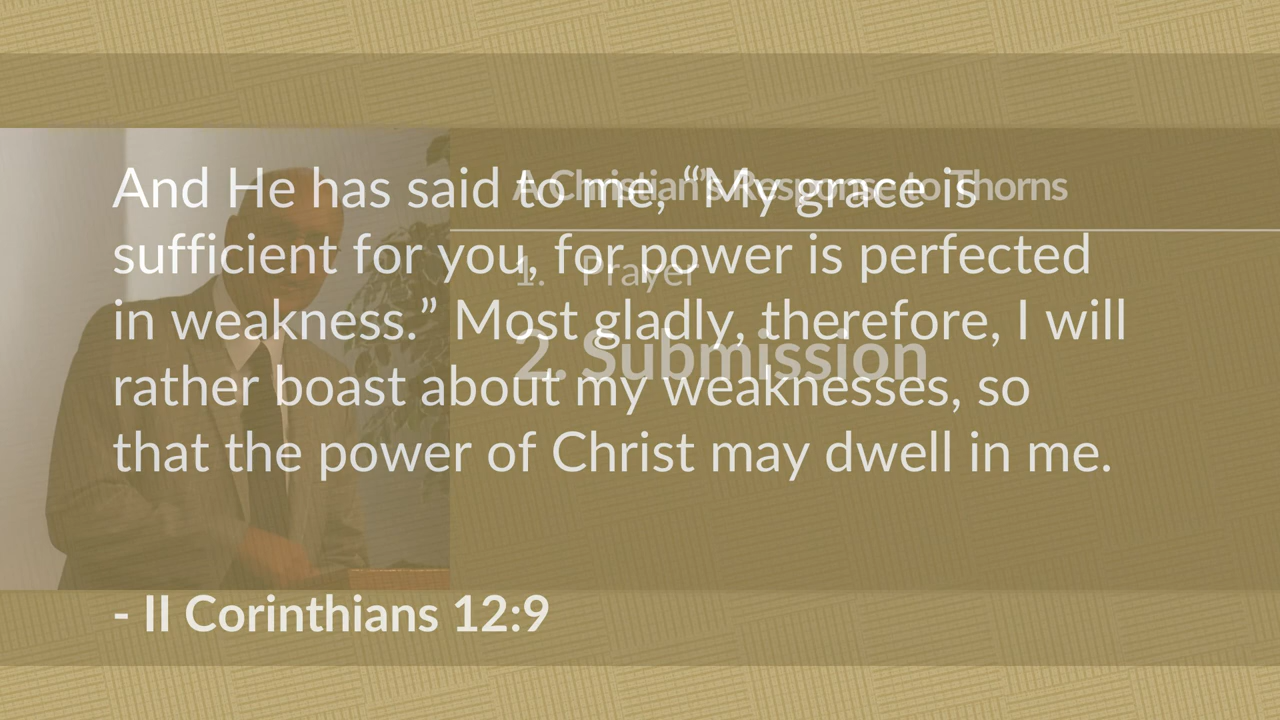 And He has said to me, “My grace is
sufficient for you, for power is perfected
in weakness.” Most gladly, therefore, I will
rather boast about my weaknesses, so
that the power of Christ may dwell in me.
- II Corinthians 12:9
A Christian's Response to Thorns
1. Prayer
2. Submission